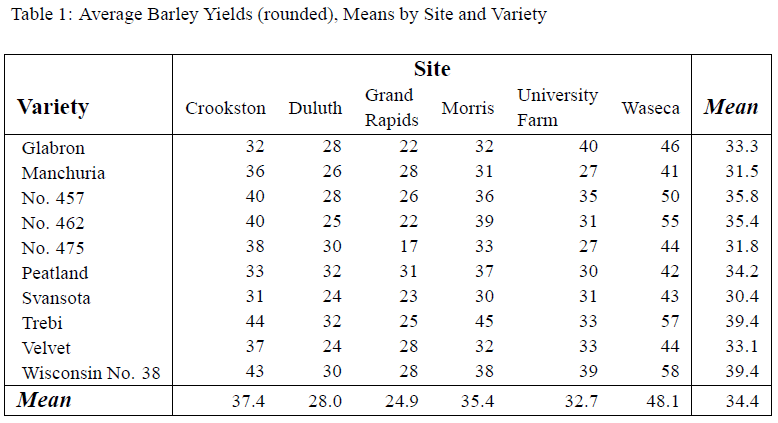 Table 1: Average Barley Yields (rounded), Means by Site and Variety
Site
Variety Crookston Duluth Grand Rapids Morris University Farm Waseca Mean
Glabron 32 28 22 32 40 46 33.3
Manchuria 36 26 28 31 27 41 31.5
No. 457 40 28 26 36 35 50 35.8
No. 462 40 25 22 39 31 55 35.4
No. 475 38 30 17 33 27 44 31.8
Peatland 33 32 31 37 30 42 34.2
Svansota 31 24 23 30 31 43 30.4
Trebi 44 32 25 45 33 57 39.4
Velvet 37 24 28 32 33 44 33.1
Wisconsin No. 38 43 30 28 38 39 58 39.4
Mean 37.4 28.0 24.9 35.4 32.7 48.1 34.4